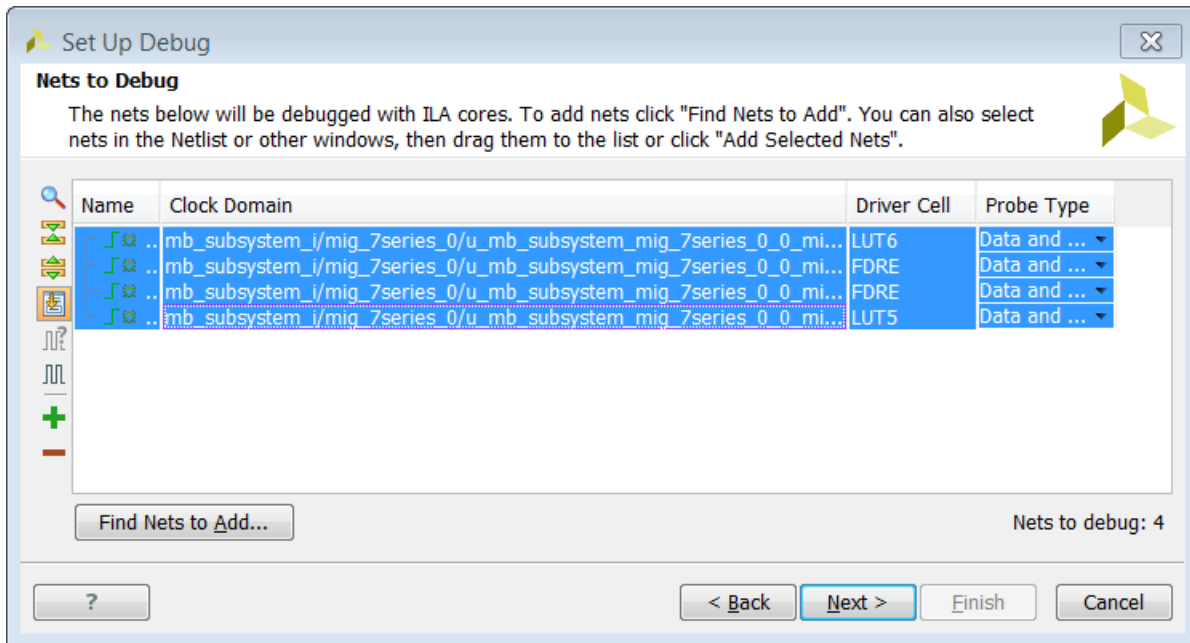 Set Up Debug
Nets to Debug
The nets below will be debugged with ILA cores. To add nets click "Find Nets to Add". You can also select
nets in the Netlist or other windows, then drag them to the list or click "Add Selected Nets".
Name Clock Domain Driver Cell Probe Type
.. mb_subsystem_i/mig_7series_0/u_mb_subsystem_mig_7series_0_0_mi... LUT6 Data and ...
.. mb_subsystem_i/mig_7series_0/u_mb_subsystem_mig_7series_0_0_mi... FDRE Data and ...
.. mb_subsystem_i/mig_7series_0/u_mb_subsystem_mig_7series_0_0_mi... FDRE Data and ...
.. mb_subsystem_i/mig_7series_0/u_mb_subsystem_mig_7series_0_0_mi... LUT5 Data and ...
Find Nets to Add... Nets to debug: 4
? < Back Next > Finish Cancel